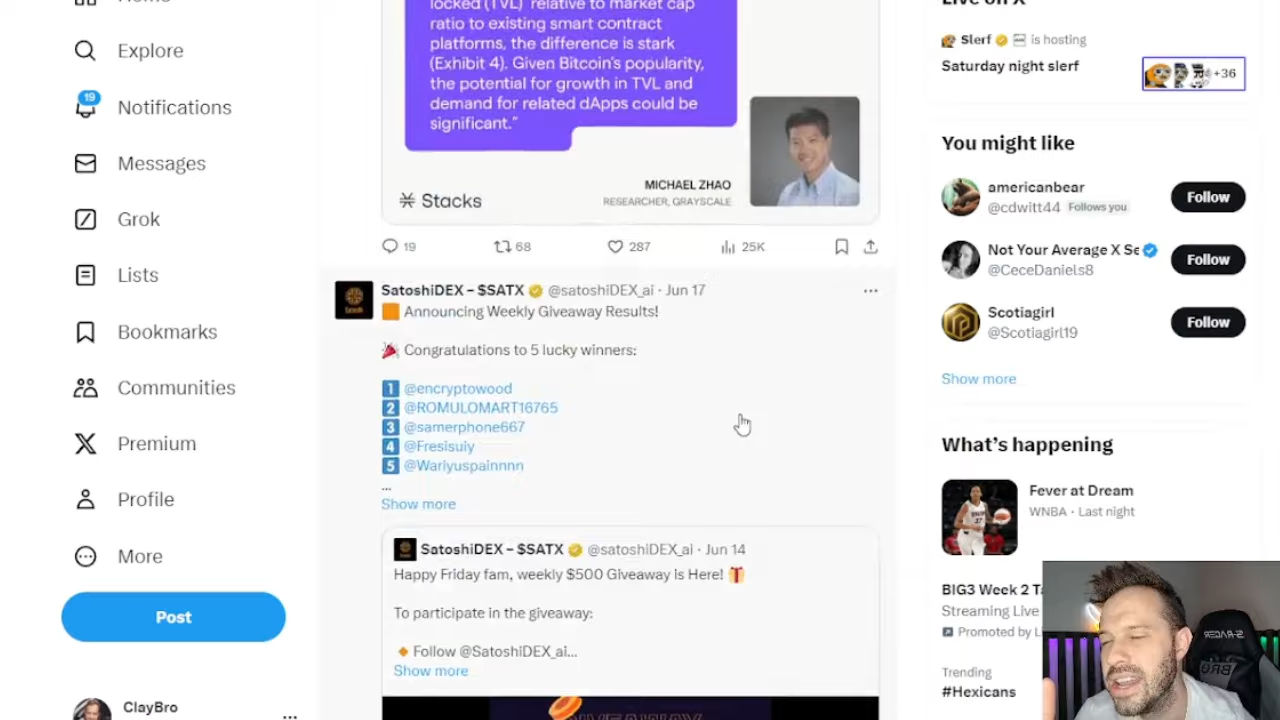 Home
Explore
19
Notifications
Messages
Grok
Lists
Bookmarks
Communities
Premium
Profile
More
Post
ClayBro
locked (TVL) relative to market cap
ratio to existing smart contract
platforms, the difference is stark
(Exhibit 4). Given Bitcoin's popularity,
the potential for growth in TVL and
demand for related dApps could be
significant."
Stacks
MICHAEL ZHAO
RESEARCHER, GRAYSCALE
19
68
287
25K
SatoshiDEX – $SATX @satoshiDEX_ai · Jun 17
Announcing Weekly Giveaway Results!
Congratulations to 5 lucky winners:
1 @encryptowood
2 @ROMULOMART16765
3 @samerphone667
4 @Fresisuiy
5 @Wariyuspainnnn
...
Show more
SatoshiDEX – $SATX @satoshiDEX_ai · Jun 14
Happy Friday fam, weekly $500 Giveaway is Here!
To participate in the giveaway:
Follow @SatoshiDEX_ai...
Show more
Live on X
Slerf is hosting
Saturday night slerf
+36
You might like
americanbear
@cdwitt44 Follows you
Follow
Not Your Average X Se
@CeceDaniels8
Follow
Scotiagirl
@Scotiagirl19
Follow
Show more
What's happening
Fever at Dream
WNBA · Last night
BIG3 Week 2
Streaming Live
Promoted by
Trending
#Hexicans